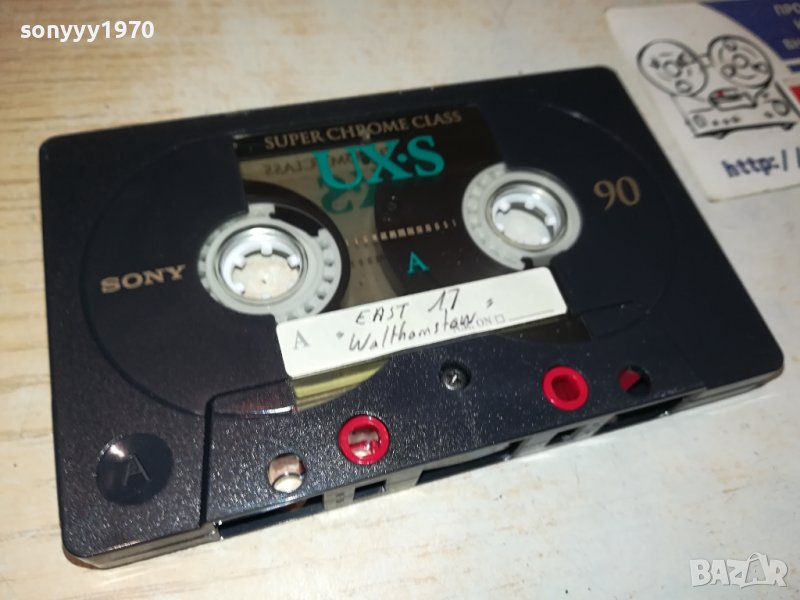 sonyyy1970
SUPER CHROME CLASS
UX·S
SONY
90
A
A
EAST 17
"Walthamstow"
A
http://
BAZAR